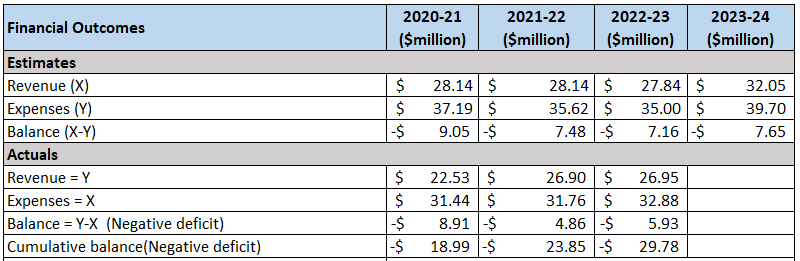 Financial Outcomes 2020-21 ($million) 2021-22 ($million) 2022-23 ($million) 2023-24 ($million)
Estimates
Revenue (X) $ 28.14 $ 28.14 $ 27.84 $ 32.05
Expenses (Y) $ 37.19 $ 35.62 $ 35.00 $ 39.70
Balance (X-Y) -$ 9.05 -$ 7.48 -$ 7.16 -$ 7.65
Actuals
Revenue = Y $ 22.53 $ 26.90 $ 26.95
Expenses = X $ 31.44 $ 31.76 $ 32.88
Balance = Y-X (Negative deficit) -$ 8.91 -$ 4.86 -$ 5.93
Cumulative balance(Negative deficit) -$ 18.99 -$ 23.85 -$ 29.78